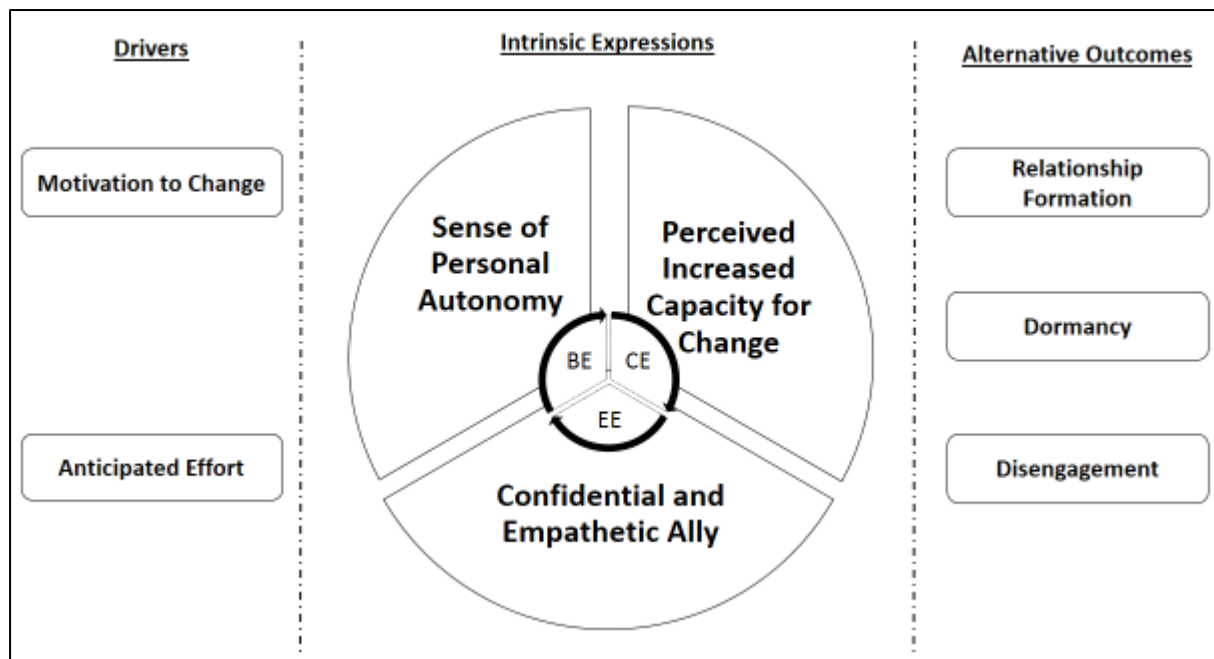 Drivers
Intrinsic Expressions
Alternative Outcomes
Motivation to Change
Anticipated Effort
Sense of
Personal
Autonomy
Perceived
Increased
Capacity for
Change
BE
CE
EE
Confidential and
Empathetic Ally
Relationship
Formation
Dormancy
Disengagement